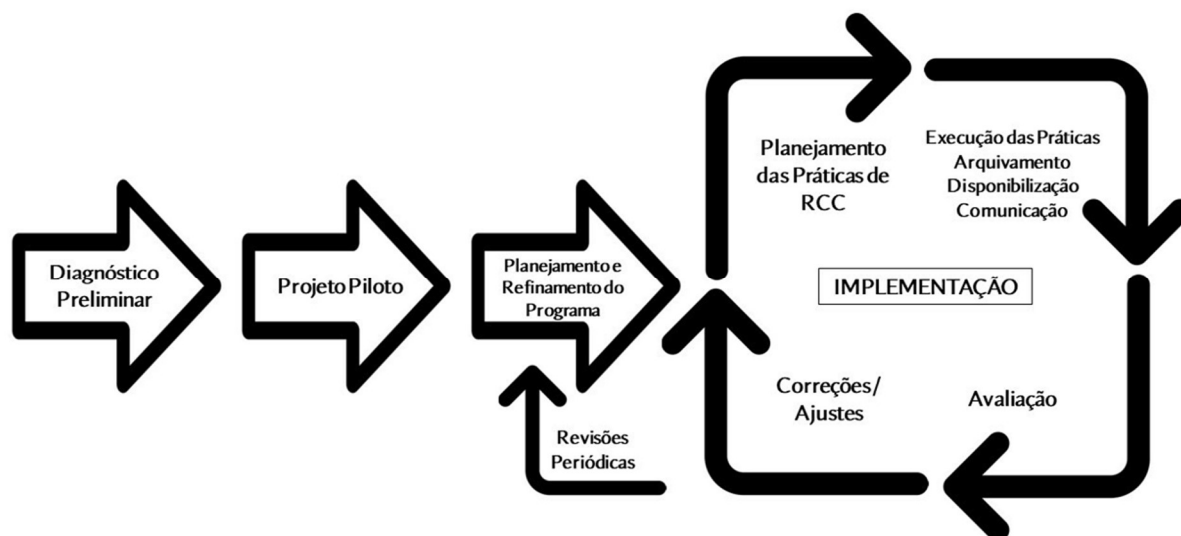 Diagnóstico
Preliminar
Projeto Piloto
Planejamento e
Refinamento do
Programa
Revisões
Periódicas
Planejamento
das Práticas de
RCC
Execução das Práticas
Arquivamento
Disponibilização
Comunicação
IMPLEMENTAÇÃO
Correções/
Ajustes
Avaliação